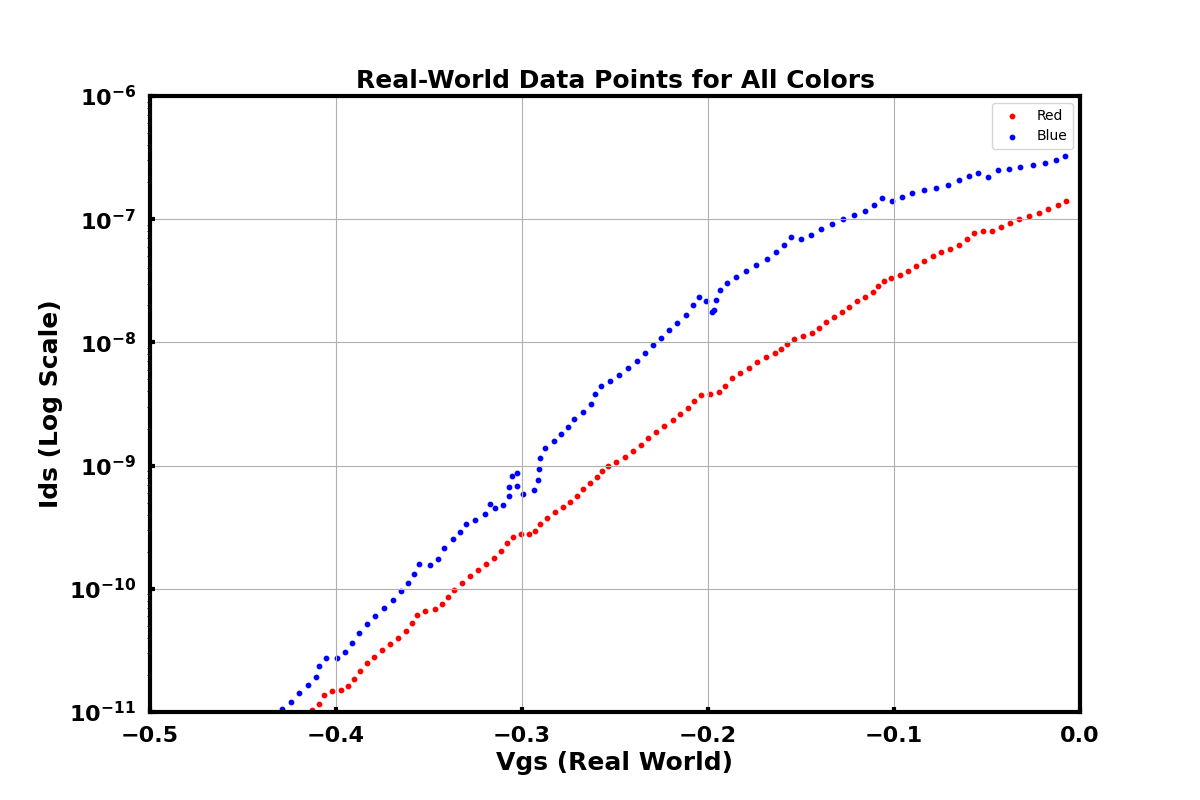 Real-World Data Points for All Colors
Red
Blue
Ids (Log Scale)
10⁻⁶
10⁻⁷
10⁻⁸
10⁻⁹
10⁻¹⁰
10⁻¹¹
−0.5 −0.4 −0.3 −0.2 −0.1 0.0
Vgs (Real World)